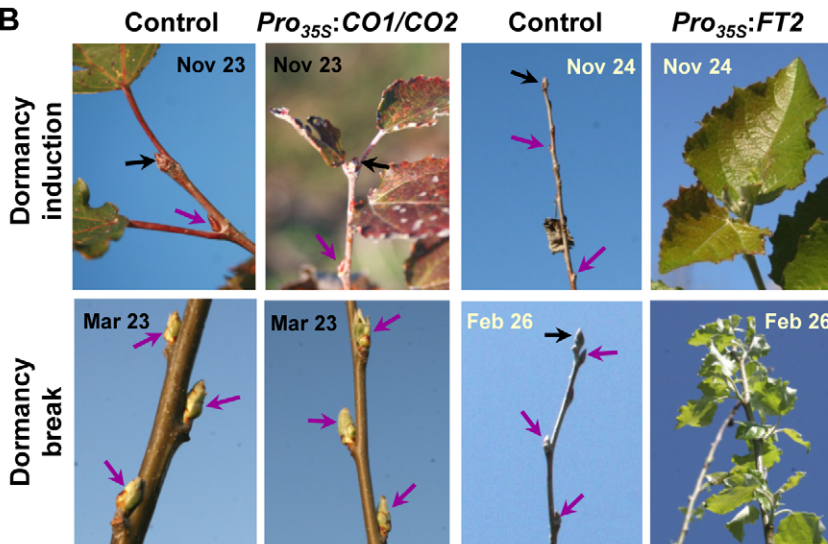 B
Control
Pro35S:CO1/CO2
Control
Pro35S:FT2
Dormancy
induction
Nov 23
Nov 23
Nov 24
Nov 24
Dormancy
break
Mar 23
Mar 23
Feb 26
Feb 26